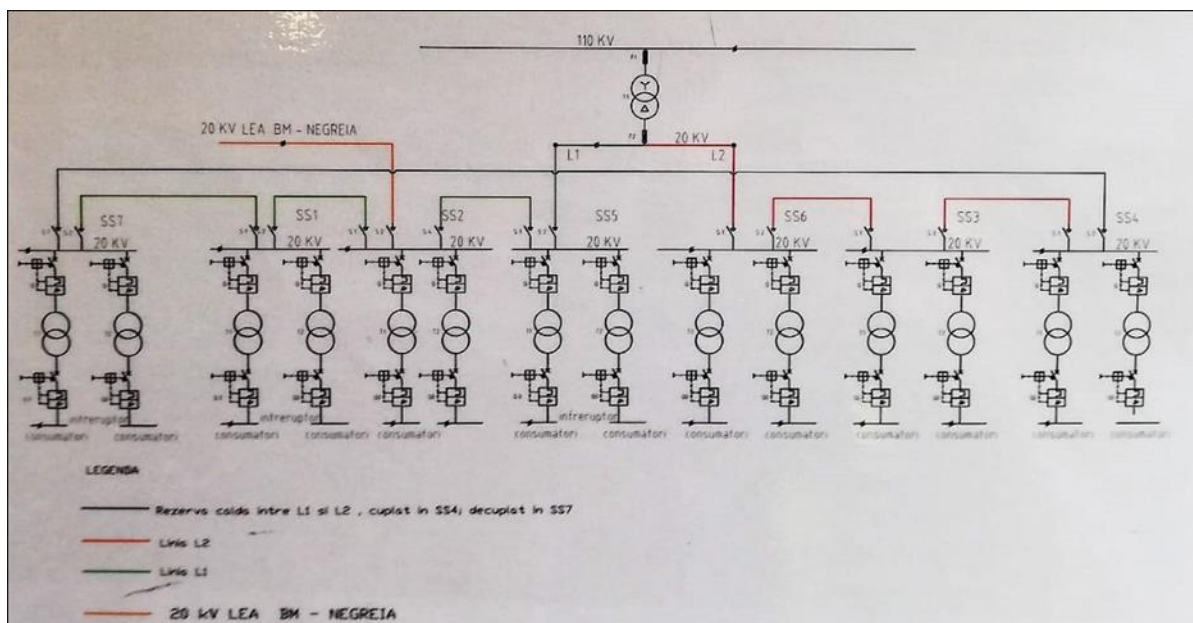 110 KV
20 KV LEA BM - NEGREIA
20 KV
L1
L2
SS7
SS1
SS2
SS5
SS6
SS3
SS4
20 KV
20 KV
20 KV
20 KV
20 KV
20 KV
20 KV
intreruptor
intreruptor
intreruptor
consumatori
consumatori
consumatori
consumatori
consumatori
consumatori
consumatori
consumatori
consumatori
consumatori
consumatori
consumatori
consumatori
consumatori
LEGENDA
Rezerva calda intre L1 si L2 , cuplat in SS4; decuplat in SS7
Linia L2
Linia L1
20 kV LEA BM - NEGREIA